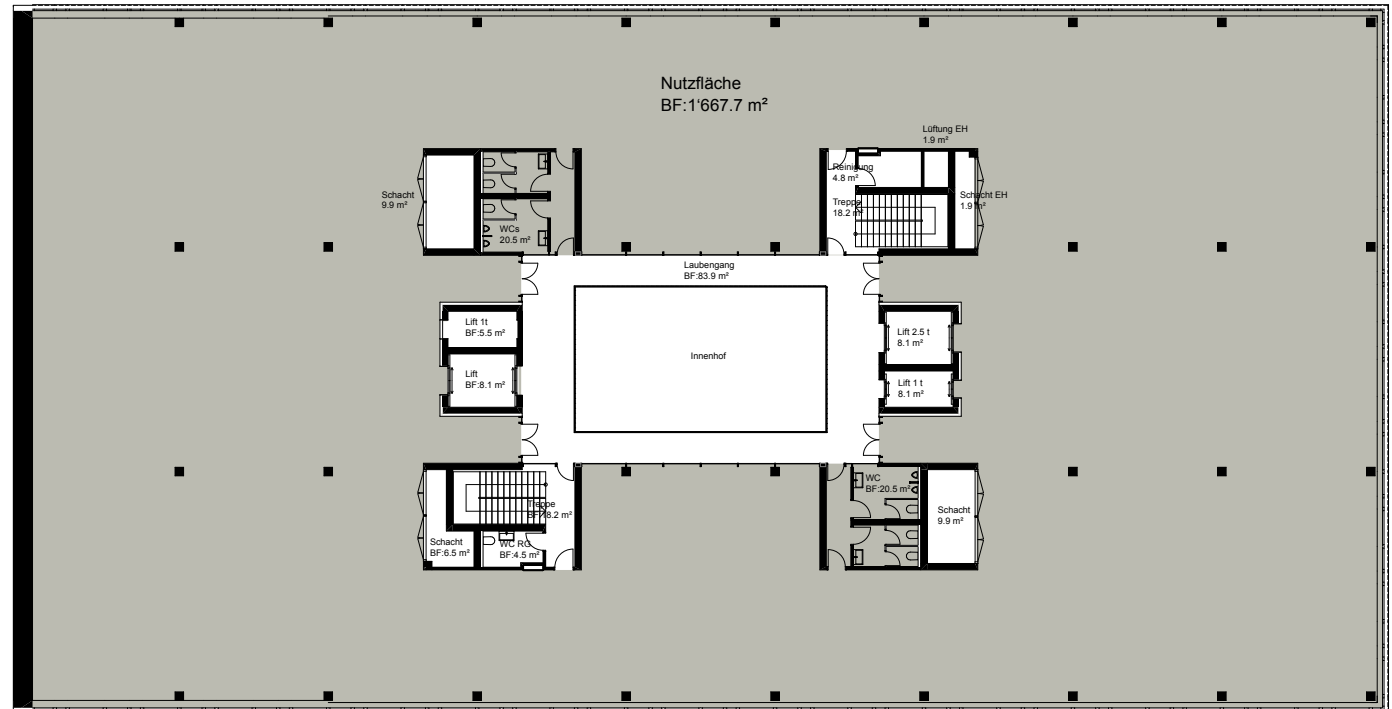 Nutzfläche
BF:1'667.7 m²
Lüftung EH
1.9 m²
Reinigung
4.8 m²
Schacht
9.9 m²
Treppe
18.2 m²
Schacht EH
1.9 m²
WCs
20.5 m²
Laubengang
BF:83.9 m²
Lift 1t
BF:5.5 m²
Lift 2.5 t
8.1 m²
Innenhof
Lift
BF:8.1 m²
Lift 1 t
8.1 m²
WC
BF:20.5 m²
Treppe
BF:18.2 m²
Schacht
9.9 m²
Schacht
BF:6.5 m²
WC RG
BF:4.5 m²